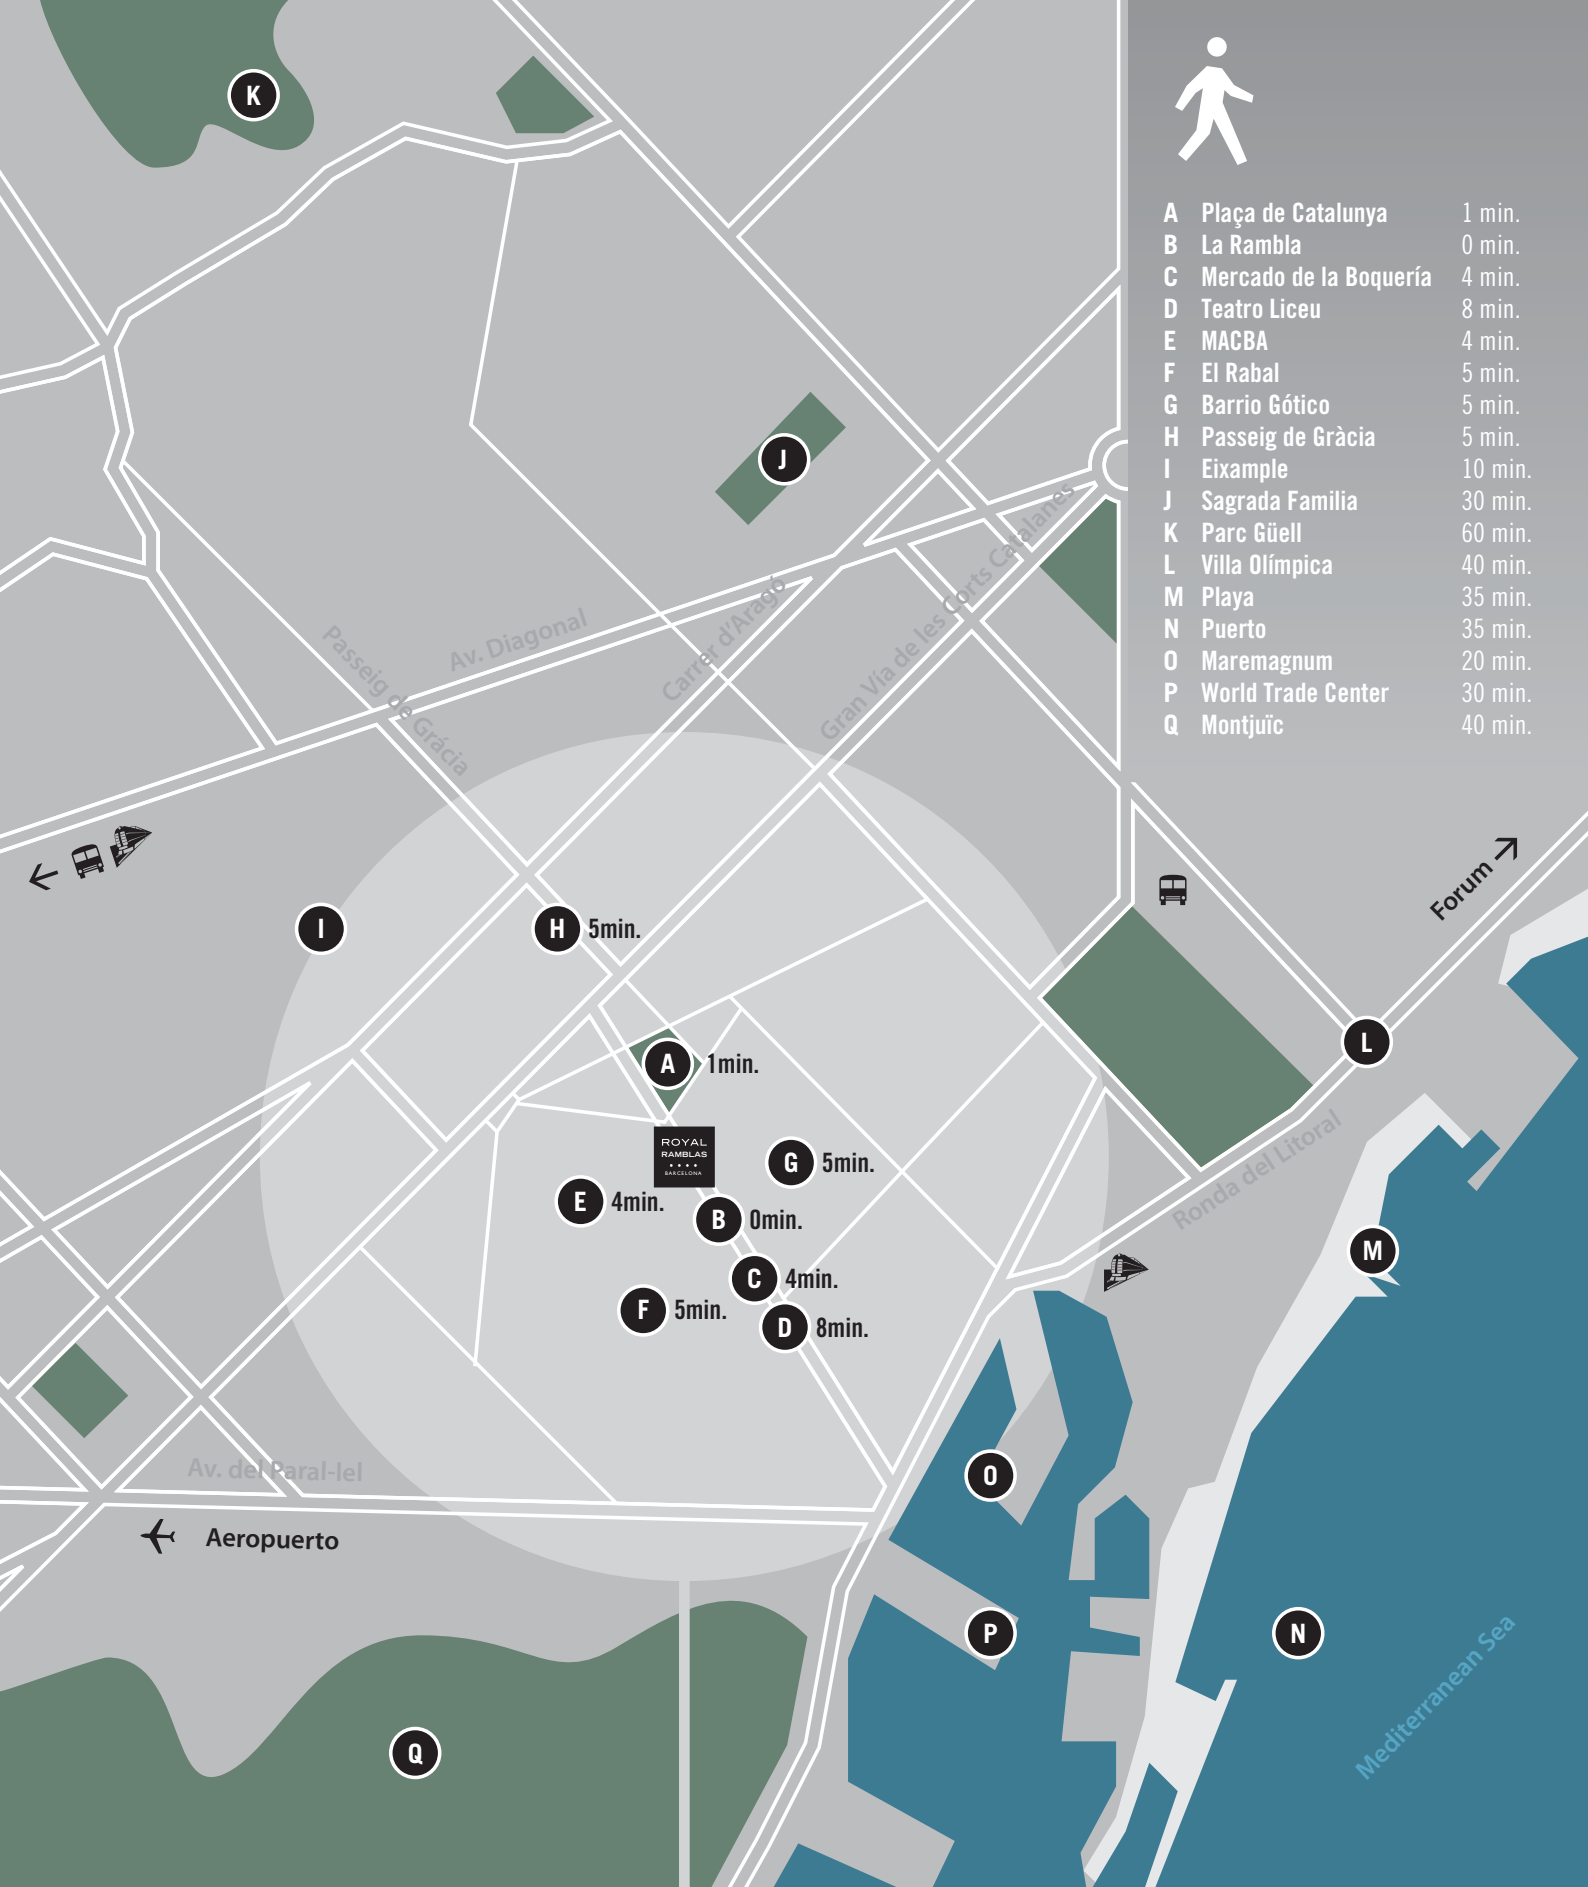 K
A Plaça de Catalunya 1 min.
B La Rambla 0 min.
C Mercado de la Boquería 4 min.
D Teatro Liceu 8 min.
E MACBA 4 min.
F El Rabal 5 min.
G Barrio Gótico 5 min.
H Passeig de Gràcia 5 min.
I Eixample 10 min.
J Sagrada Familia 30 min.
K Parc Güell 60 min.
L Villa Olímpica 40 min.
M Playa 35 min.
N Puerto 35 min.
O Maremagnum 20 min.
P World Trade Center 30 min.
Q Montjuïc 40 min.
J
Passeig de Grácia
Av. Diagonal
Carrer d'Aragó
Gran Vía de les Corts Catalanes
Forum
I
H 5min.
L
A 1min.
ROYAL
RAMBLAS
BARCELONA
G 5min.
E 4min.
B 0min.
Ronda del Litoral
M
C 4min.
F 5min.
D 8min.
Av. del Paral-lel
O
Aeropuerto
P
N
Mediterranean Sea
Q